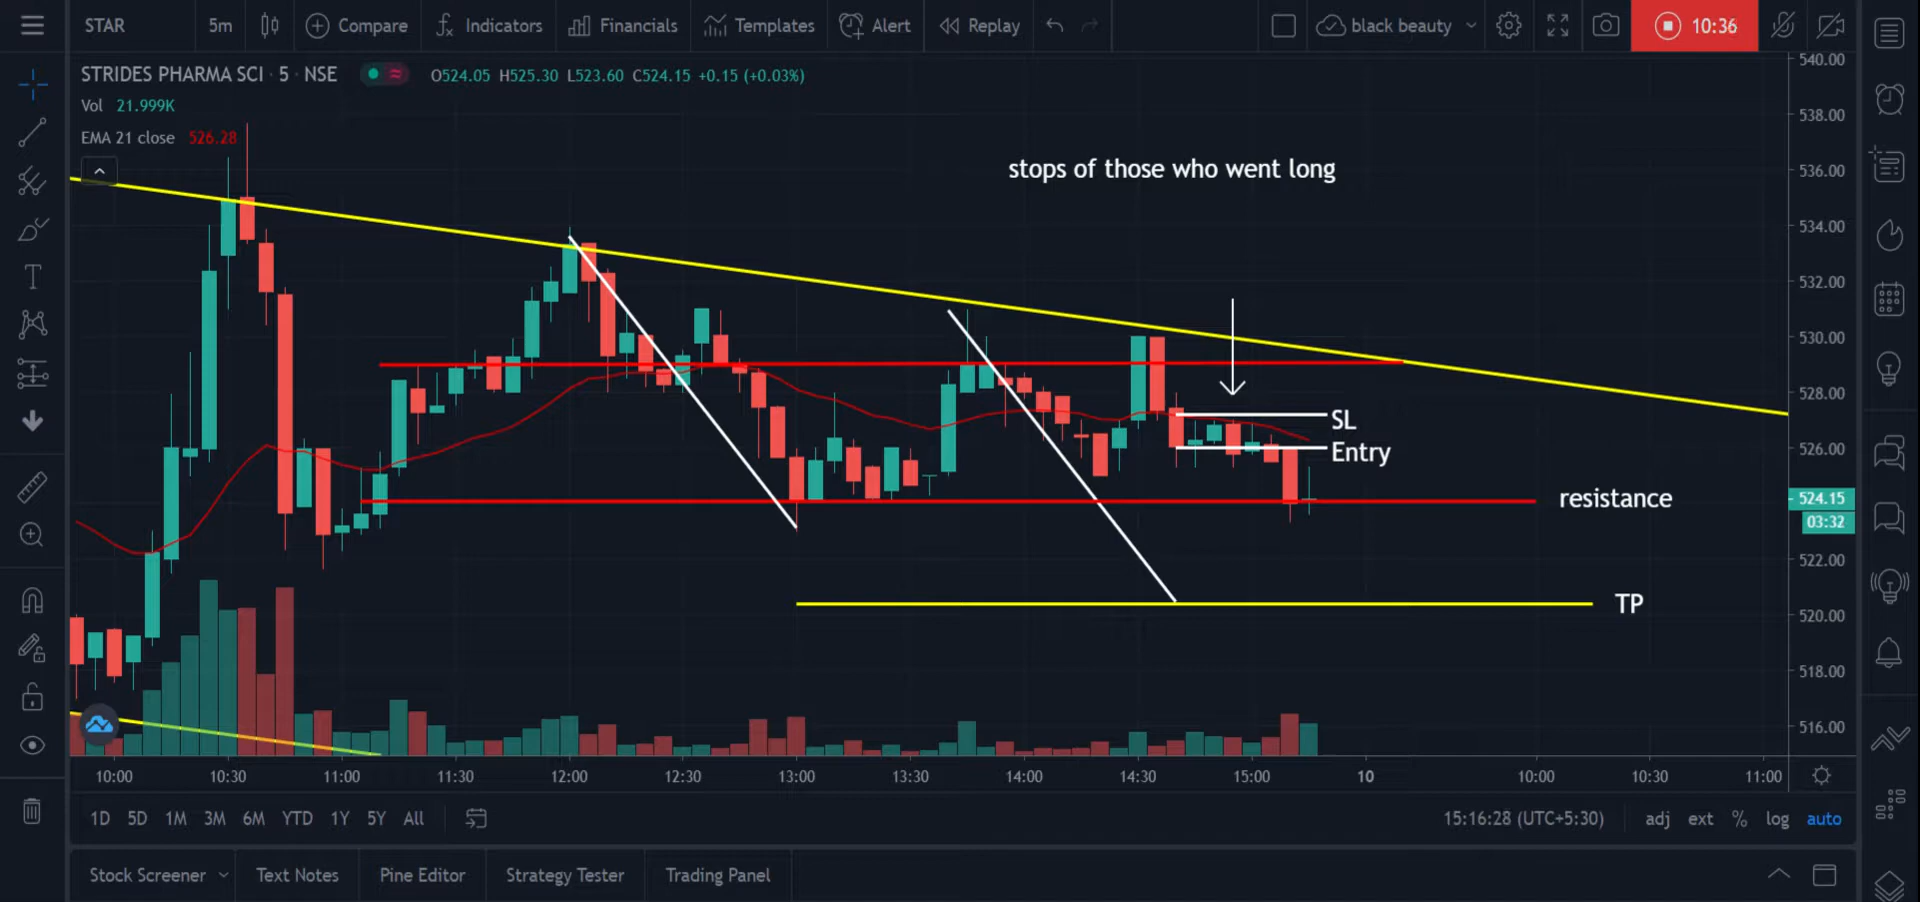 STAR 5m Compare Indicators Financials Templates Alert Replay black beauty 10:36
STRIDES PHARMA SCI · 5 · NSE O524.05 H525.30 L523.60 C524.15 +0.15 (+0.03%)
Vol 21.999K
EMA 21 close 526.28
stops of those who went long
SL
Entry
resistance
TP
540.00
538.00
536.00
534.00
532.00
530.00
528.00
526.00
524.15
03:32
522.00
520.00
518.00
516.00
10:00 10:30 11:00 11:30 12:00 12:30 13:00 13:30 14:00 14:30 15:00 10 10:00 10:30 11:00
1D 5D 1M 3M 6M YTD 1Y 5Y All 15:16:28 (UTC+5:30) adj ext % log auto
Stock Screener Text Notes Pine Editor Strategy Tester Trading Panel